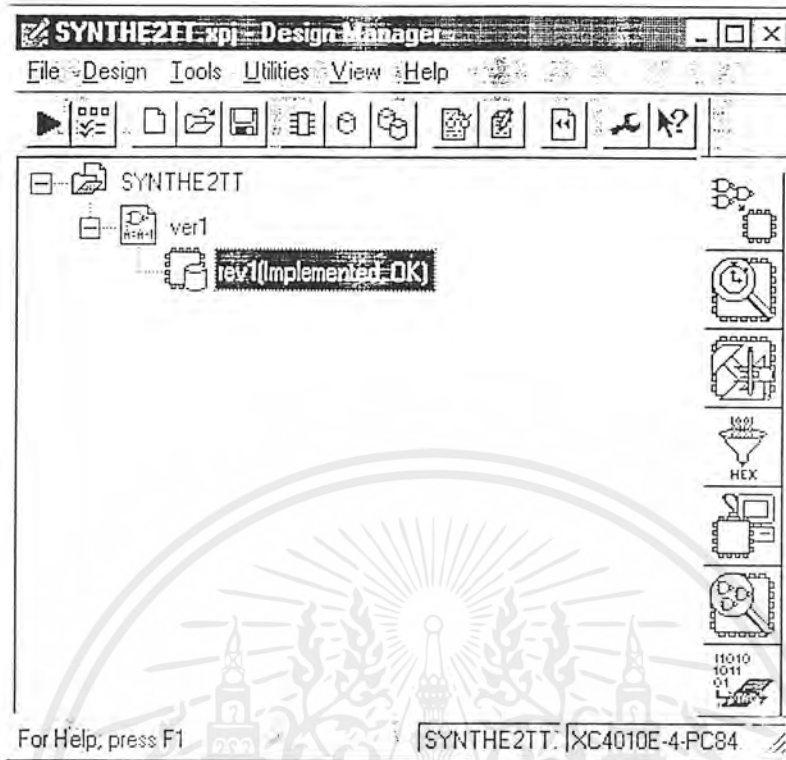 SYNTHE2TT.xpj - Design Manager
File Design Tools Utilities View Help
SYNTHE2TT
ver1
rev1(Implemented, OK)
HEX
11010
1011
01
For Help, press F1
SYNTHE2TT.
XC4010E-4-PC84